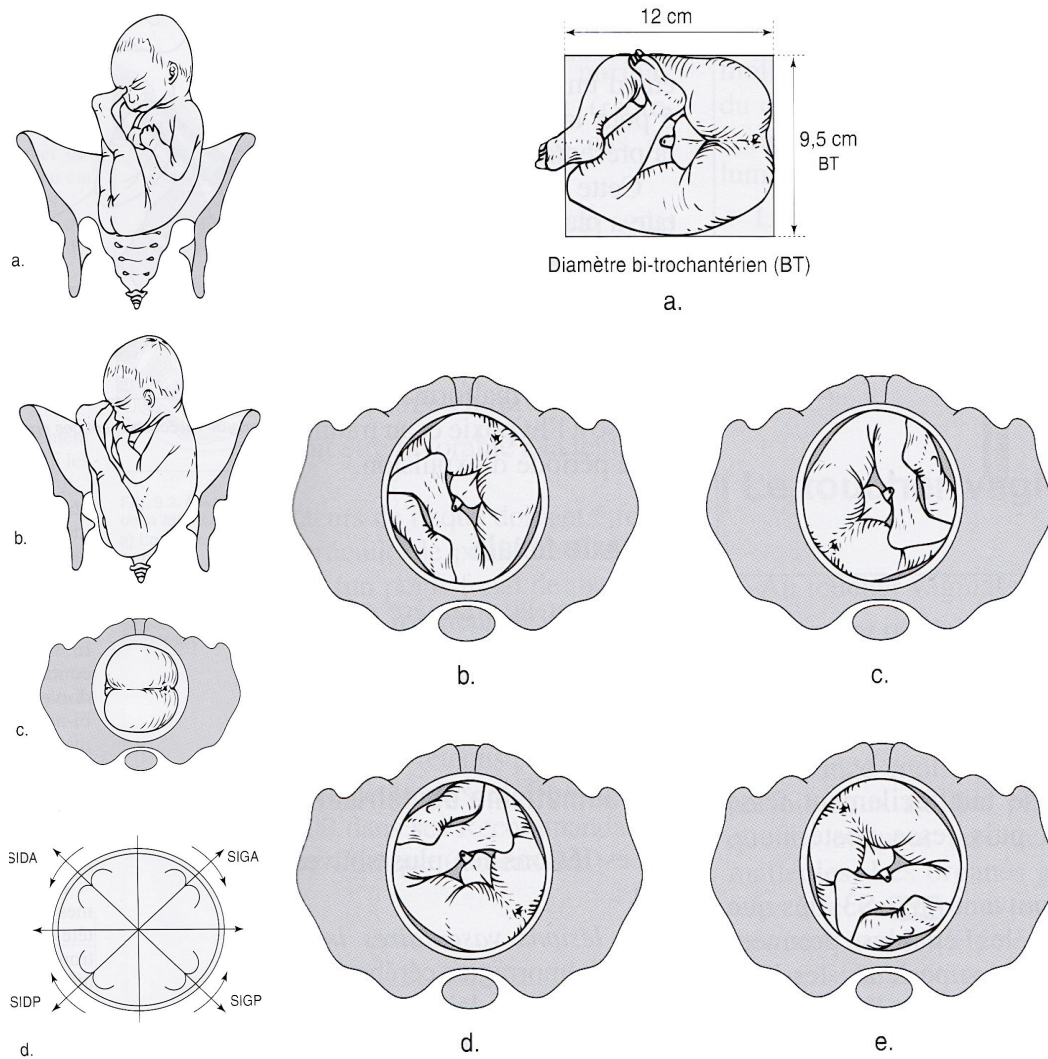 a.
b.
c.
SIDA
SIGA
SIDP
SIGP
d.
12 cm
9,5 cm
BT
Diamètre bi-trochantérien (BT)
a.
b.
c.
d.
e.